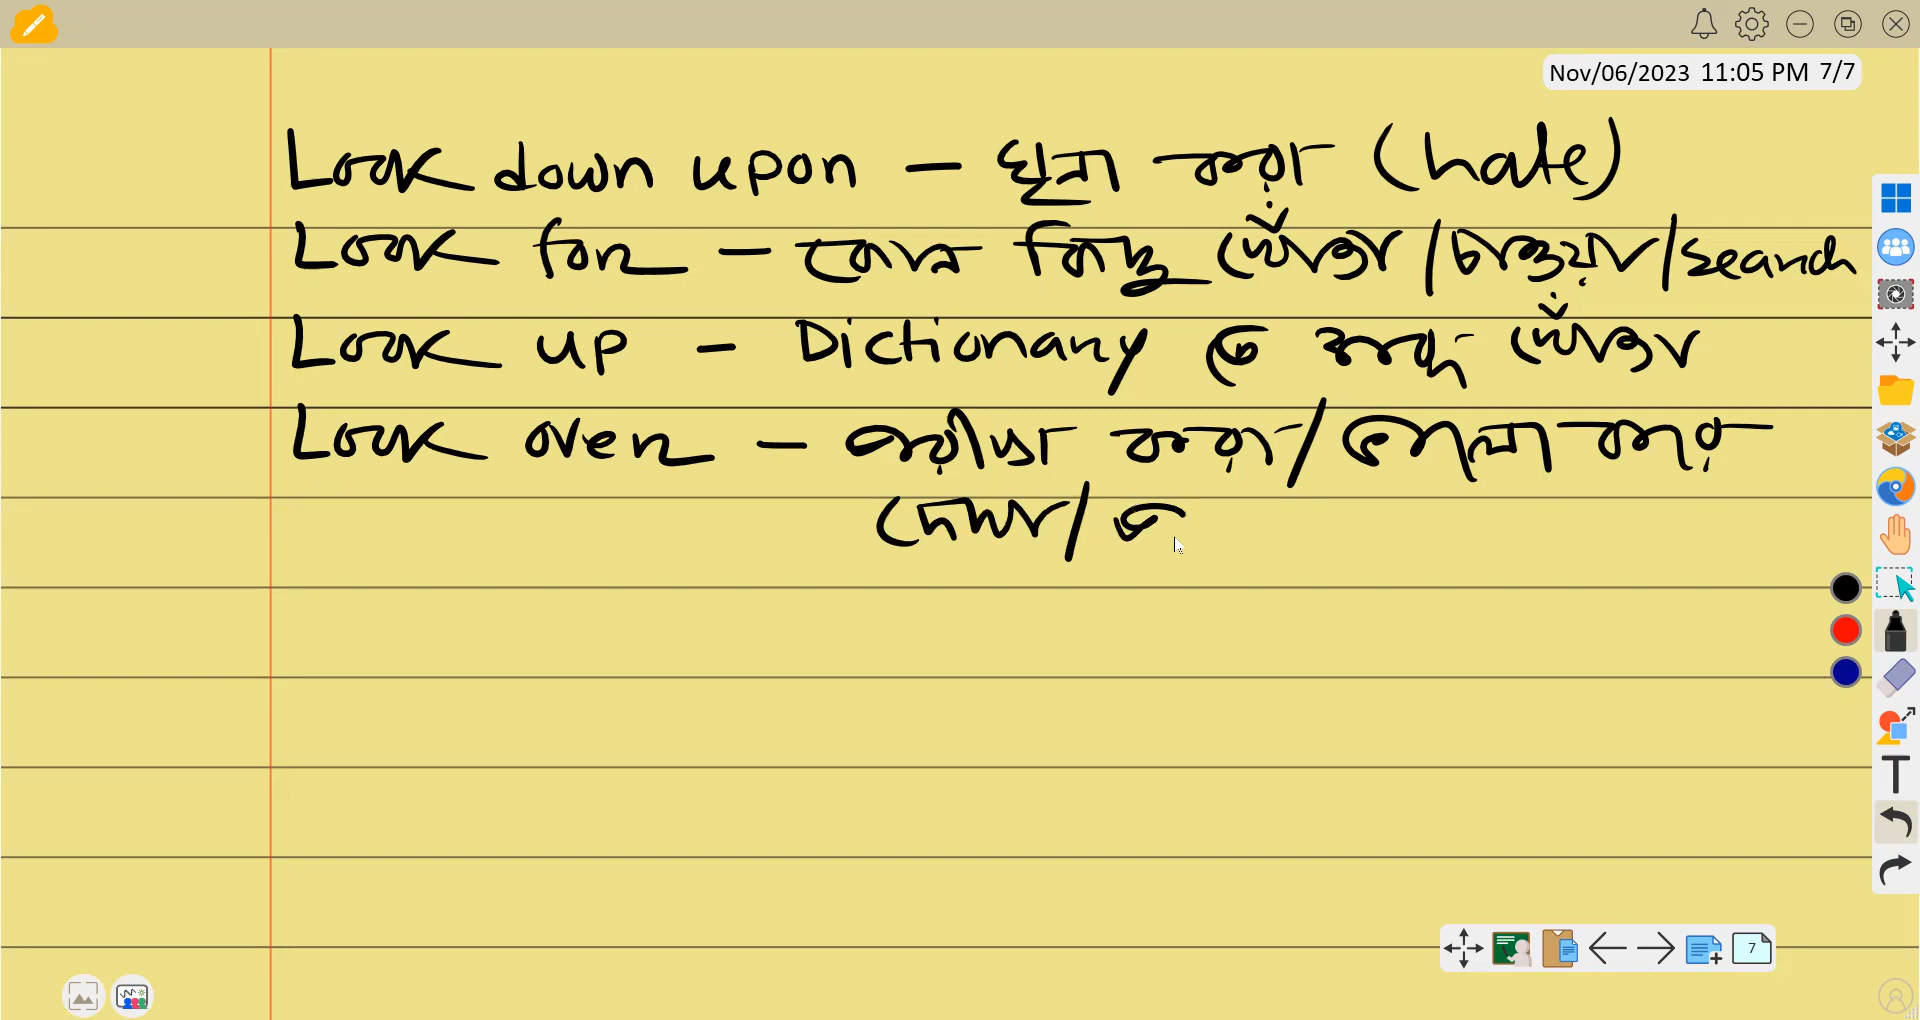 Nov/06/2023 11:05 PM 7/7
Look down upon – ঘৃনা করা (hate)
Look for – কোন কিছু খোঁজা / search
Look up – Dictionary তে শব্দ খোঁজা
Look over – পরীক্ষা করা /
দেখা /
7